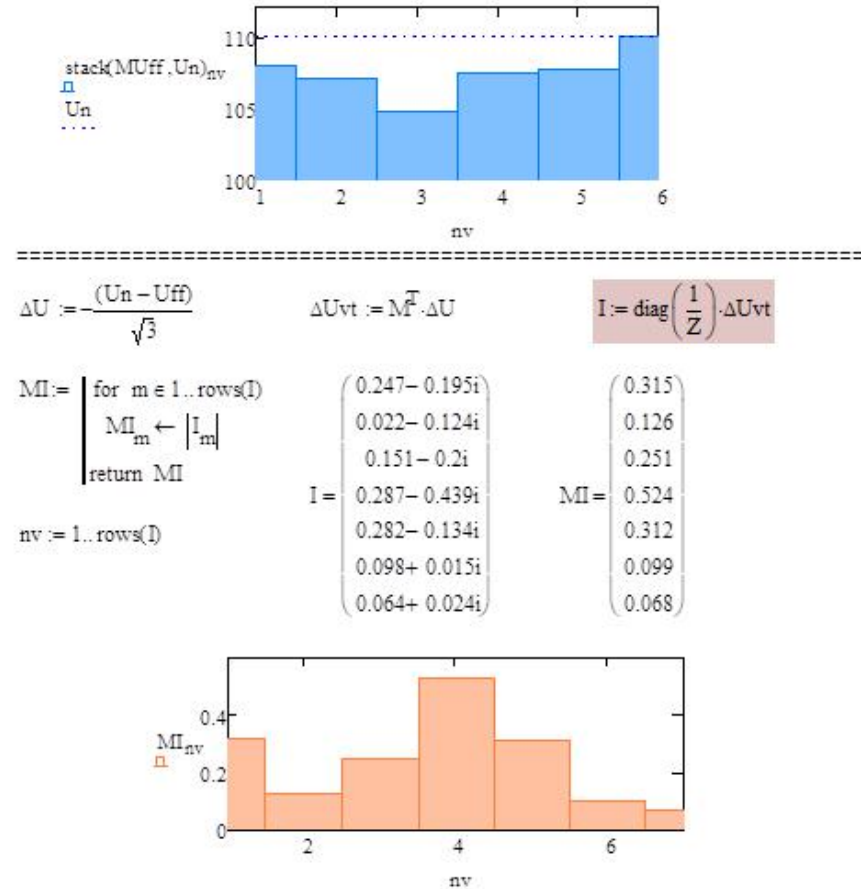 110
stack(MUff,Un)nv
105
Un
100
1 2 3 4 5 6
nv
================================================================
ΔU := -(Un - Uff)/√3 ΔUvt := M^T·ΔU I := diag(1/Z)·ΔUvt
MI := for m ∈ 1..rows(I)
MI_m ← |I_m|
return MI
nv := 1..rows(I)
I =
0.247 - 0.195i
0.022 - 0.124i
0.151 - 0.2i
0.287 - 0.439i
0.282 - 0.134i
0.098 + 0.015i
0.064 + 0.024i
MI =
0.315
0.126
0.251
0.524
0.312
0.099
0.068
0.4
MI_nv
0.2
0
2 4 6
nv